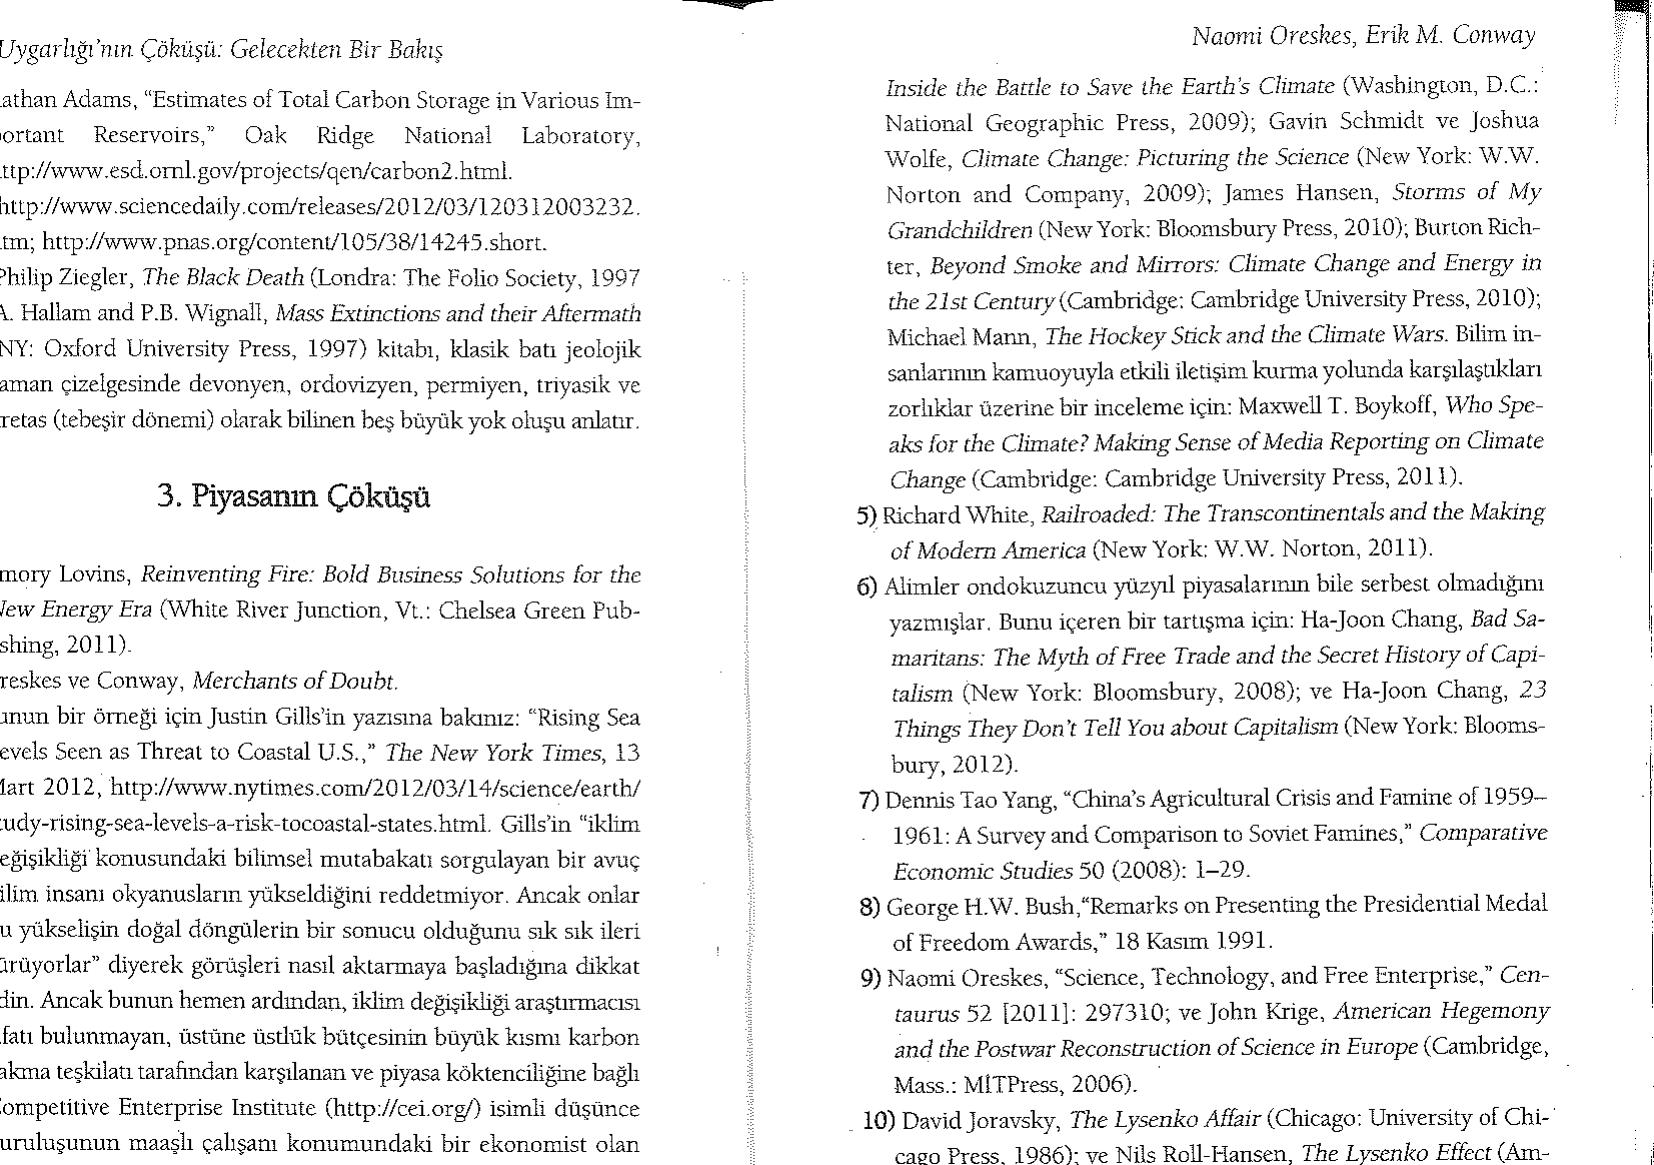 Uygarlığı'nın Çöküşü: Gelecekten Bir Bakış
athan Adams, “Estimates of Total Carbon Storage in Various Im-
ortant Reservoirs,” Oak Ridge National Laboratory,
ttp://www.esd.ornl.gov/projects/qen/carbon2.html.
http://www.sciencedaily.com/releases/2012/03/120312003232.
tm; http://www.pnas.org/content/105/38/14245.short.
Philip Ziegler, The Black Death (Londra: The Folio Society, 1997
A. Hallam and P.B. Wignall, Mass Extinctions and their Aftermath
NY: Oxford University Press, 1997) kitabı, klasik batı jeolojik
aman çizelgesinde devonyen, ordovizyen, permiyen, triyasik ve
retas (tebeşir dönemi) olarak bilinen beş büyük yok oluşu anlatır.
3. Piyasanın Çöküşü
mory Lovins, Reinventing Fire: Bold Business Solutions for the
New Energy Era (White River Junction, Vt.: Chelsea Green Pub-
shing, 2011).
reskes ve Conway, Merchants of Doubt.
unun bir örneği için Justin Gills'in yazısına bakınız: “Rising Sea
evels Seen as Threat to Coastal U.S.,” The New York Times, 13
Mart 2012, http://www.nytimes.com/2012/03/14/science/earth/
tudy-rising-sea-levels-a-risk-tocoastal-states.html. Gills'in “iklim
eğişikliği konusundaki bilimsel mutabakatı sorgulayan bir avuç
ilim insanı okyanusların yükseldiğini reddetmiyor. Ancak onlar
u yükselişin doğal döngülerin bir sonucu olduğunu sık sık ileri
ürüyorlar” diyerek görüşleri nasıl aktarmaya başladığına dikkat
din. Ancak bunun hemen ardından, iklim değişikliği araştırmacısı
fatı bulunmayan, üstüne üstlük bütçesinin büyük kısmı karbon
akma teşkilatı tarafından karşılanan ve piyasa köktenciliğine bağlı
ompetitive Enterprise Institute (http://cei.org/) isimli düşünce
uruluşunun maaşlı çalışanı konumundaki bir ekonomist olan
Naomi Oreskes, Erik M. Conway
Inside the Battle to Save the Earth's Climate (Washington, D.C.:
National Geographic Press, 2009); Gavin Schmidt ve Joshua
Wolfe, Climate Change: Picturing the Science (New York: W.W.
Norton and Company, 2009); James Hansen, Storms of My
Grandchildren (New York: Bloomsbury Press, 2010); Burton Rich-
ter, Beyond Smoke and Mirrors: Climate Change and Energy in
the 21st Century (Cambridge: Cambridge University Press, 2010);
Michael Mann, The Hockey Stick and the Climate Wars. Bilim in-
sanlarının kamuoyuyla etkili iletişim kurma yolunda karşılaştıkları
zorlıklar üzerine bir inceleme için: Maxwell T. Boykoff, Who Spe-
aks for the Climate? Making Sense of Media Reporting on Climate
Change (Cambridge: Cambridge University Press, 2011).
5) Richard White, Railroaded: The Transcontinentals and the Making
of Modern America (New York: W.W. Norton, 2011).
6) Alimler ondokuzuncu yüzyıl piyasalarının bile serbest olmadığını
yazmışlar. Bunu içeren bir tartışma için: Ha-Joon Chang, Bad Sa-
maritans: The Myth of Free Trade and the Secret History of Capi-
talism (New York: Bloomsbury, 2008); ve Ha-Joon Chang, 23
Things They Don't Tell You about Capitalism (New York: Blooms-
bury, 2012).
7) Dennis Tao Yang, “China's Agricultural Crisis and Famine of 1959–
1961: A Survey and Comparison to Soviet Famines,” Comparative
Economic Studies 50 (2008): 1–29.
8) George H.W. Bush,“Remarks on Presenting the Presidential Medal
of Freedom Awards,” 18 Kasım 1991.
9) Naomi Oreskes, “Science, Technology, and Free Enterprise,” Cen-
taurus 52 [2011]: 297310; ve John Krige, American Hegemony
and the Postwar Reconstruction of Science in Europe (Cambridge,
Mass.: MİTPress, 2006).
10) David Joravsky, The Lysenko Affair (Chicago: University of Chi-
cago Press, 1986); ve Nils Roll-Hansen, The Lysenko Effect (Am-